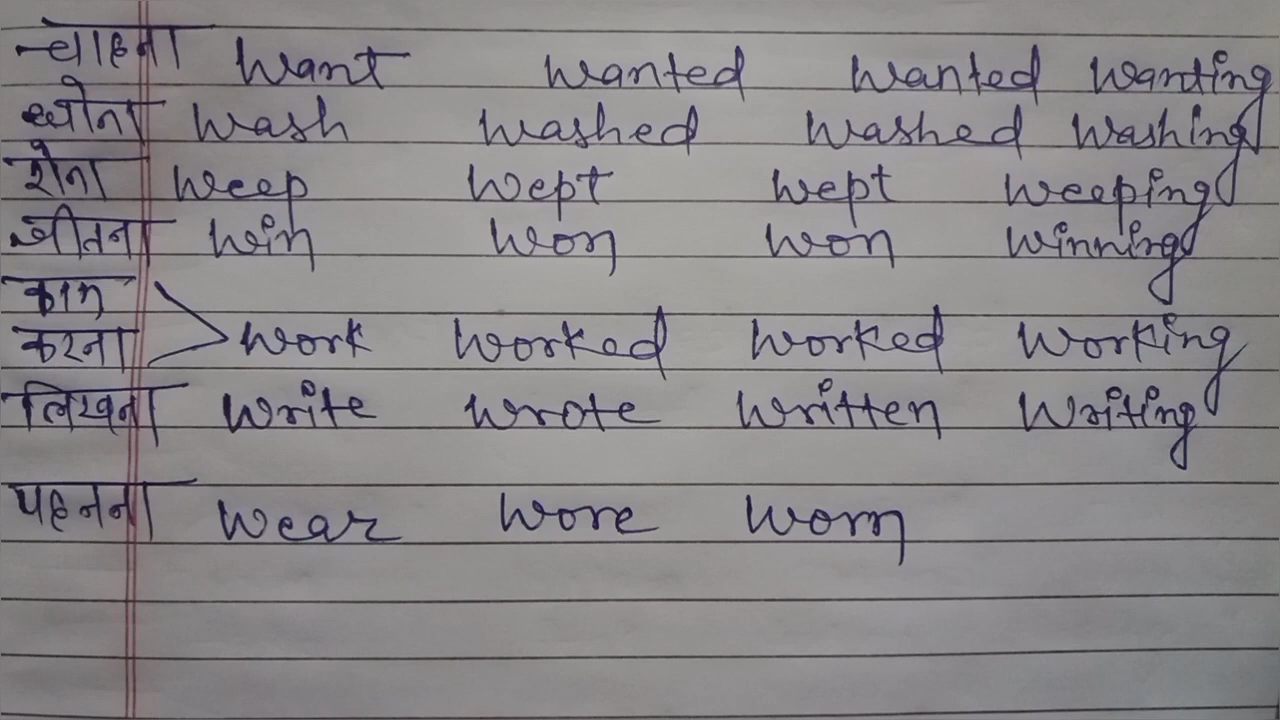 चाहना Want Wanted Wanted Wanting
धोना Wash Washed Washed Washing
रोना Weep Wept Wept Weeping
जीतना Win Won Won Winning
काम
करना Work Worked Worked Working
लिखना Write Wrote Written Writing
पहनना Wear Wore Worn